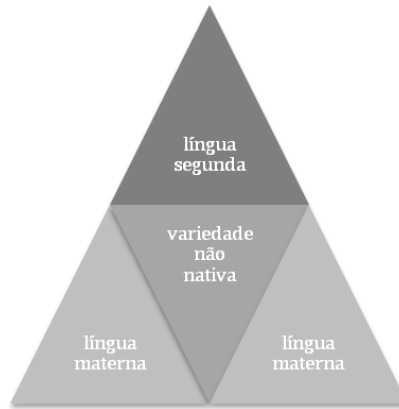 língua
segunda
variedade
não
nativa
língua
materna
língua
materna